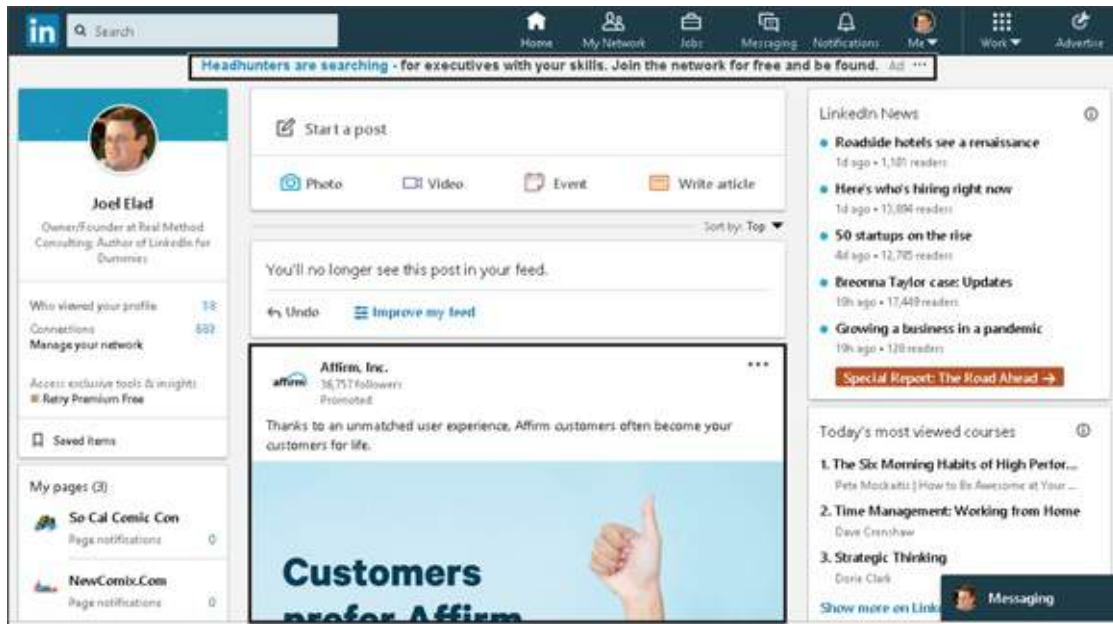 in
Search
Home
My Network
Jobs
Messaging
Notifications
Me
Work
Advertise
Headhunters are searching - for executives with your skills. Join the network for free and be found. Ad ...
Joel Elad
Owner/Founder at Real Method
Consulting; Author of LinkedIn for
Dummies
Who viewed your profile
Connections
Manage your network
Access exclusive tools & insights
Retry Premium Free
Saved items
My pages (3)
So Cal Comic Con
Page notifications 0
NewComix.Com
Page notifications 0
Start a post
Photo
Video
Event
Write article
Sort by: Top
You'll no longer see this post in your feed.
Undo
Improve my feed
affirm
Affirm, Inc.
36,757 followers
Promoted
Thanks to an unmatched user experience, Affirm customers often become your
customers for life.
Customers
prefer Affirm
LinkedIn News
Roadside hotels see a renaissance
1d ago • 1,181 readers
Here's who's hiring right now
1d ago • readers
50 startups on the rise
4d ago • 12,785 readers
Breonna Taylor case: Updates
19h ago • 17,449 readers
Growing a business in a pandemic
19h ago • 128 readers
Special Report: The Road Ahead →
Today's most viewed courses
1. The Six Morning Habits of High Perfor...
Pete Mockaitis | How to Be Awesome at Your ...
2. Time Management: Working from Home
Dave Crenshaw
3. Strategic Thinking
Dorie Clark
Show more on
Messaging